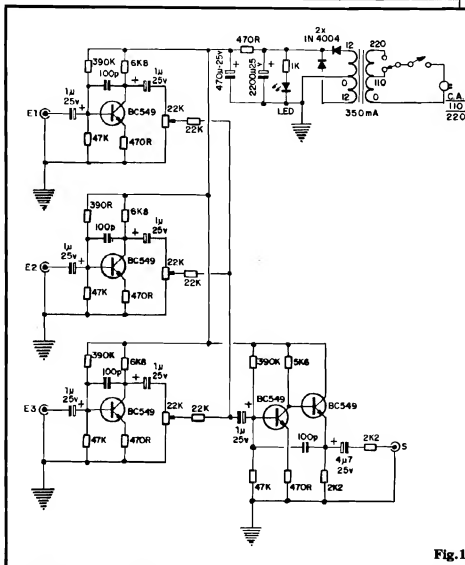 470R
2x
1N 4004
12
0
12
220
110
0
350mA
C.A.
110
220
470µ-25v
2200µ25v
1K
LED
390K
6K8
100p
1µ
25v
E1
1µ
25v
BC549
22K
22K
47K
470R
390R
6K8
100p
1µ
25v
E2
1µ
25v
BC549
22K
22K
47K
470R
390K
6K8
100p
1µ
25v
E3
1µ
25v
BC549
22K
22K
47K
470R
1µ
25v
390K
5K6
BC549
BC549
100p
4µ7
25v
2K2
S
47K
470R
2K2
Fig.1